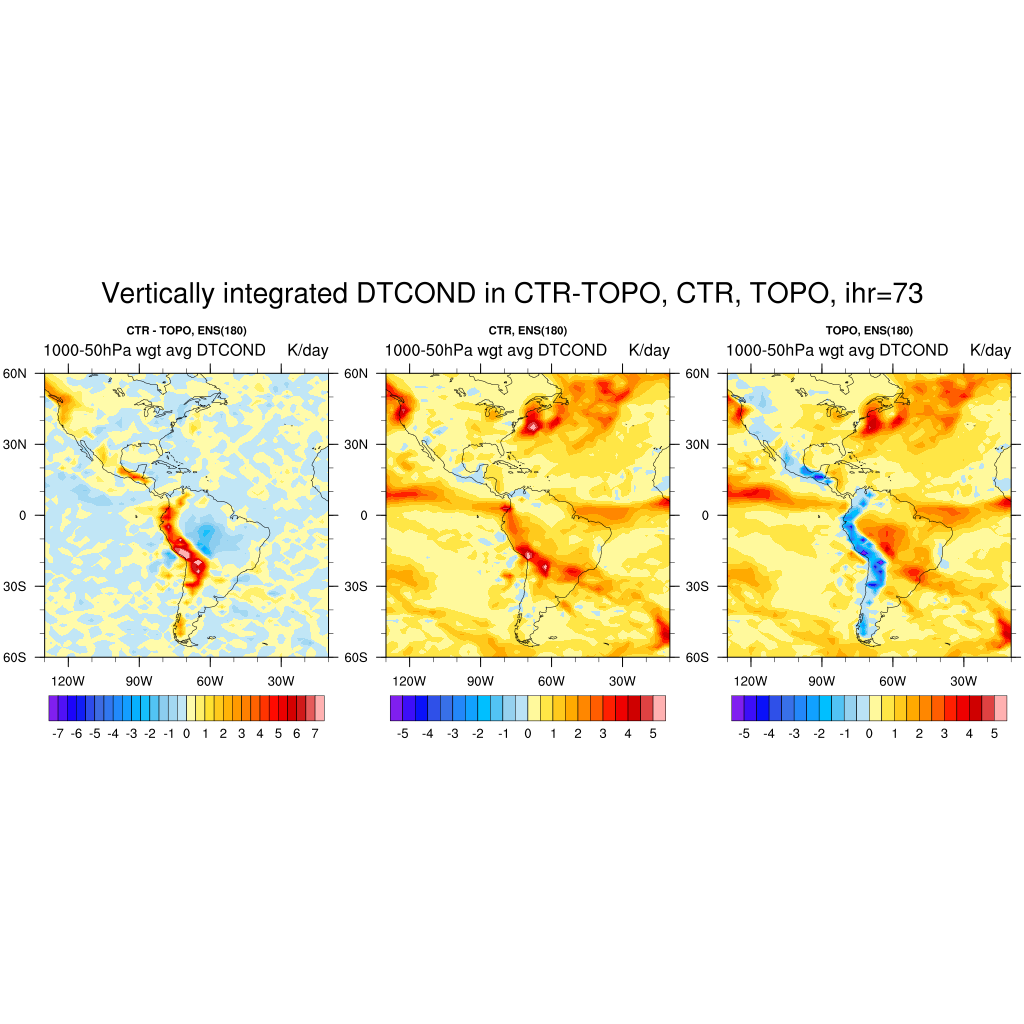 Vertically integrated DTCOND in CTR-TOPO, CTR, TOPO, ihr=73
CTR - TOPO, ENS(180)
1000-50hPa wgt avg DTCOND K/day
60N
30N
0
30S
60S
120W 90W 60W 30W
-7 -6 -5 -4 -3 -2 -1 0 1 2 3 4 5 6 7
CTR, ENS(180)
1000-50hPa wgt avg DTCOND K/day
60N
30N
0
30S
60S
120W 90W 60W 30W
-5 -4 -3 -2 -1 0 1 2 3 4 5
TOPO, ENS(180)
1000-50hPa wgt avg DTCOND K/day
60N
30N
0
30S
60S
120W 90W 60W 30W
-5 -4 -3 -2 -1 0 1 2 3 4 5